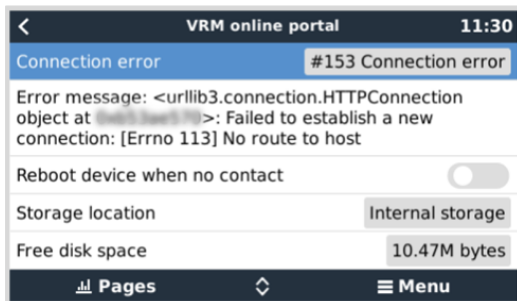 VRM online portal 11:30
Connection error #153 Connection error
Error message: <urllib3.connection.HTTPConnection
object at >: Failed to establish a new
connection: [Errno 113] No route to host
Reboot device when no contact
Storage location Internal storage
Free disk space 10.47M bytes
Pages Menu